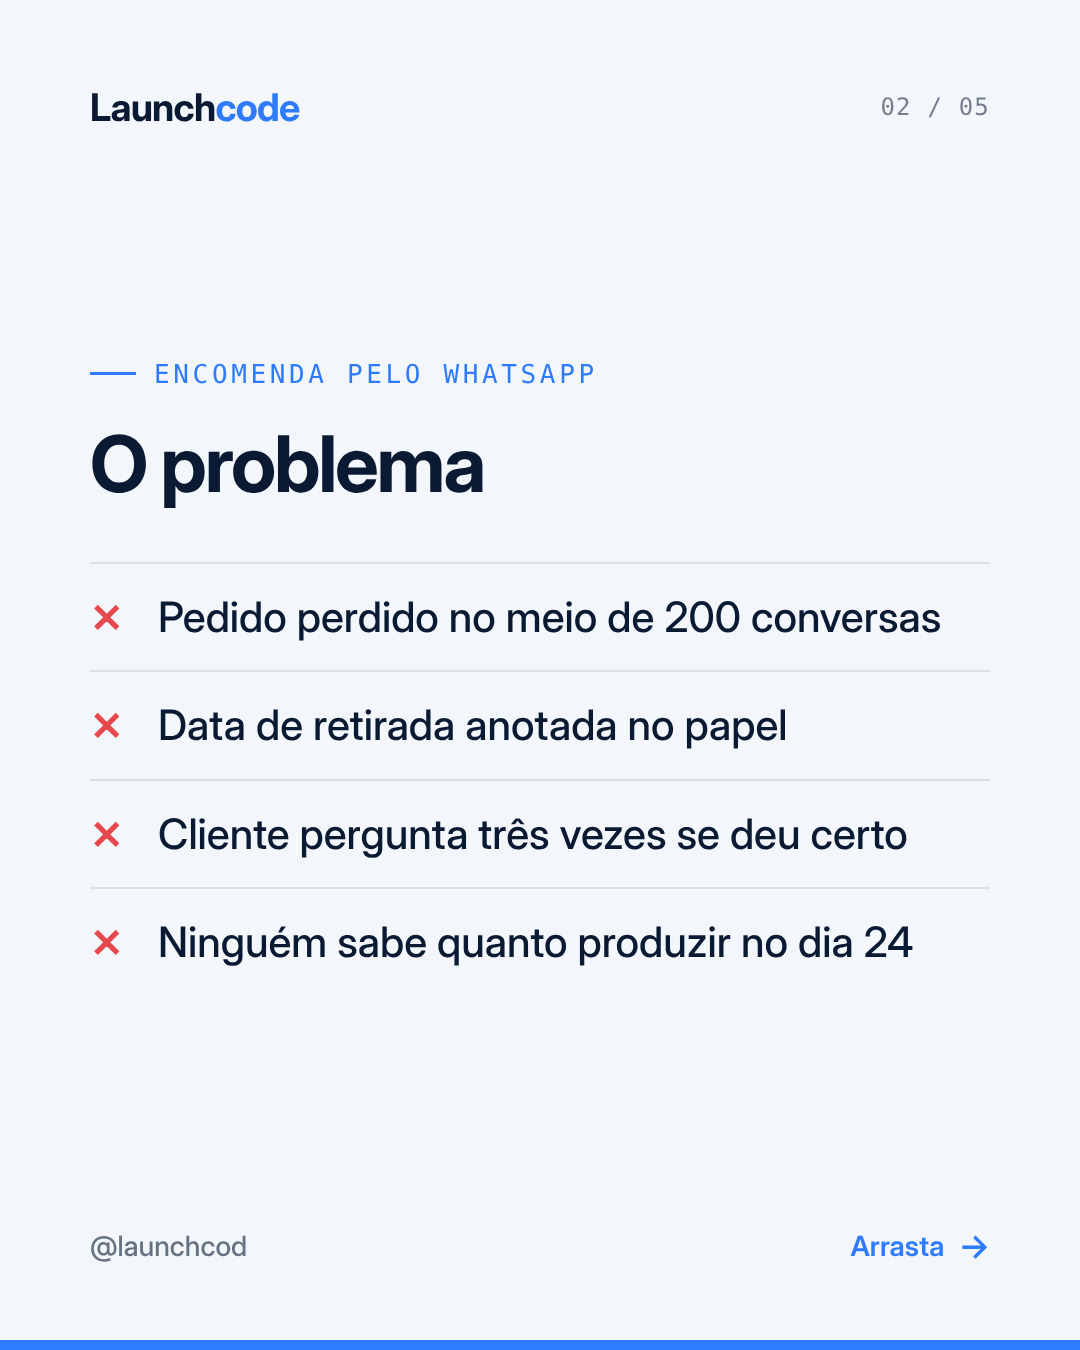 Launchcode
02 / 05
ENCOMENDA PELO WHATSAPP
O problema
Pedido perdido no meio de 200 conversas
Data de retirada anotada no papel
Cliente pergunta três vezes se deu certo
Ninguém sabe quanto produzir no dia 24
@launchcod
Arrasta →